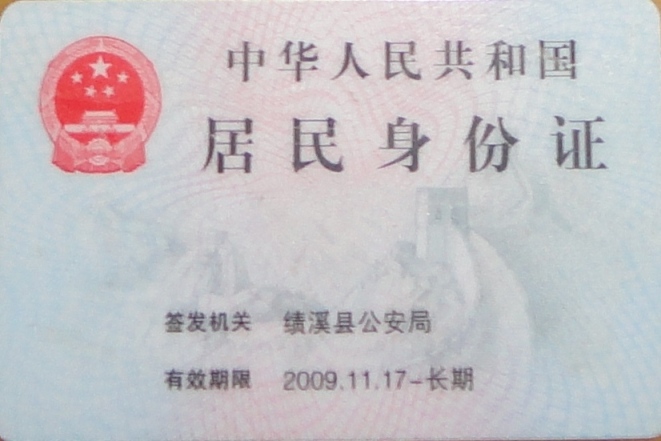 中华人民共和国
居民身份证
签发机关 绩溪县公安局
有效期限 2009.11.17-长期